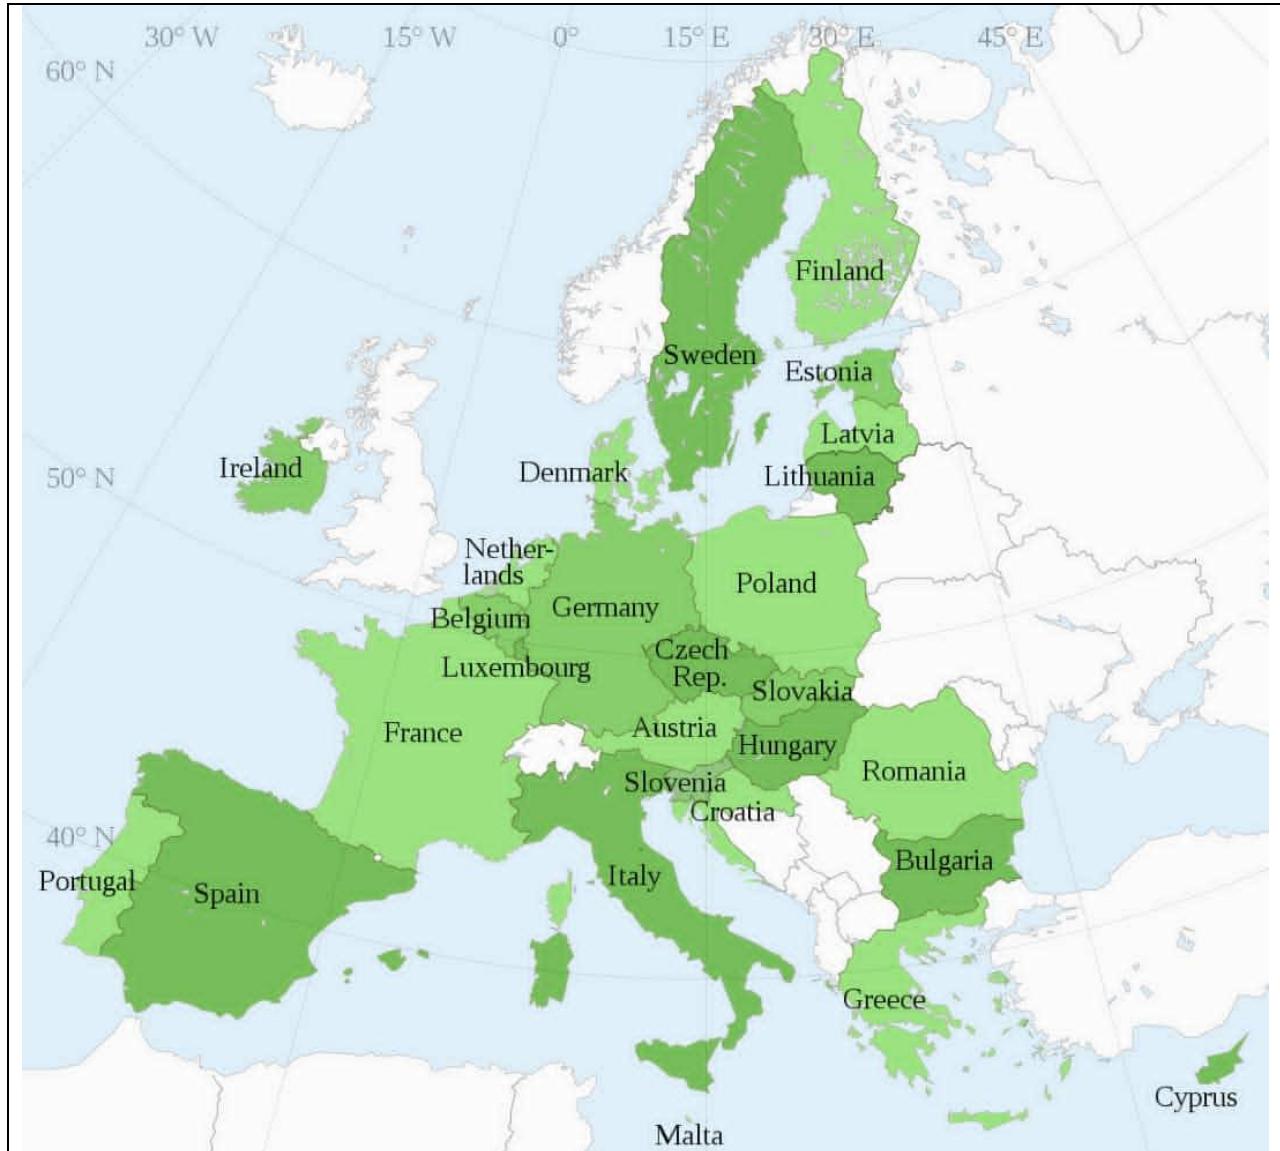 30° W
15° W
0°
15° E
30° E
45° E
60° N
Finland
Sweden
Estonia
Latvia
Ireland
50° N
Denmark
Lithuania
Nether-
lands
Poland
Belgium
Germany
Czech
Rep.
Luxembourg
Slovakia
France
Austria
Hungary
Romania
Slovenia
Croatia
40° N
Bulgaria
Portugal
Spain
Italy
Greece
Cyprus
Malta